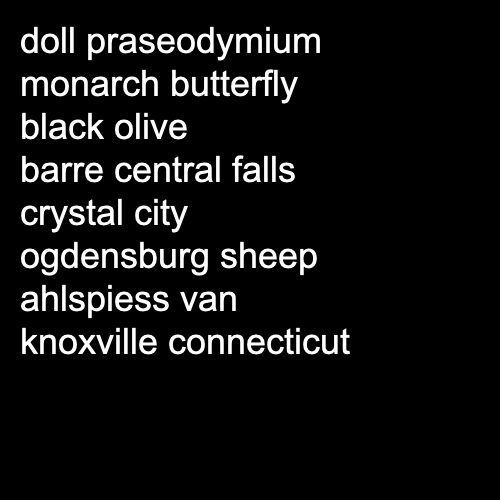 doll praseodymium
monarch butterfly
black olive
barre central falls
crystal city
ogdensburg sheep
ahlspiess van
knoxville connecticut